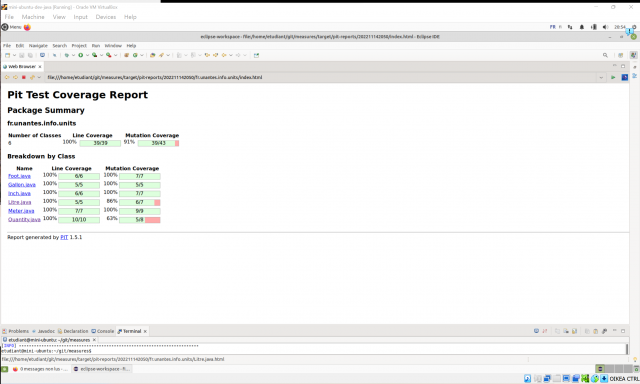 mini-ubuntu-dev-java [Running] - Oracle VM VirtualBox
File Machine View Input Devices Help
Menu
FR
20:54
eclipse-workspace - file:///home/etudiant/git/measures/target/pit-reports/202211142050/index.html - Eclipse IDE
File Edit Navigate Search Project Run Window Help
Web Browser
file:///home/etudiant/git/measures/target/pit-reports/202211142050/fr.unantes.info.units/index.html
Pit Test Coverage Report
Package Summary
fr.unantes.info.units
Number of Classes Line Coverage Mutation Coverage
6 100% 39/39 91% 39/43
Breakdown by Class
Name Line Coverage Mutation Coverage
Foot.java 100% 6/6 100% 7/7
Gallon.java 100% 5/5 100% 5/5
Inch.java 100% 6/6 100% 7/7
Litre.java 100% 5/5 86% 6/7
Meter.java 100% 7/7 100% 9/9
Quantity.java 100% 10/10 63% 5/8
Report generated by PIT 1.5.1
Problems Javadoc Declaration Console Terminal
etudiant@mini-ubuntu: ~/git/measures
[INFO] ------------------------------------------------------------------------
etudiant@mini-ubuntu:~/git/measures$
file:///home/etudiant/git/measures/target/pit-reports/202211142050/fr.unantes.info.units/Litre.java.html
0 messages non lus - ...
eclipse-workspace - fi...
DIKEA CTRL